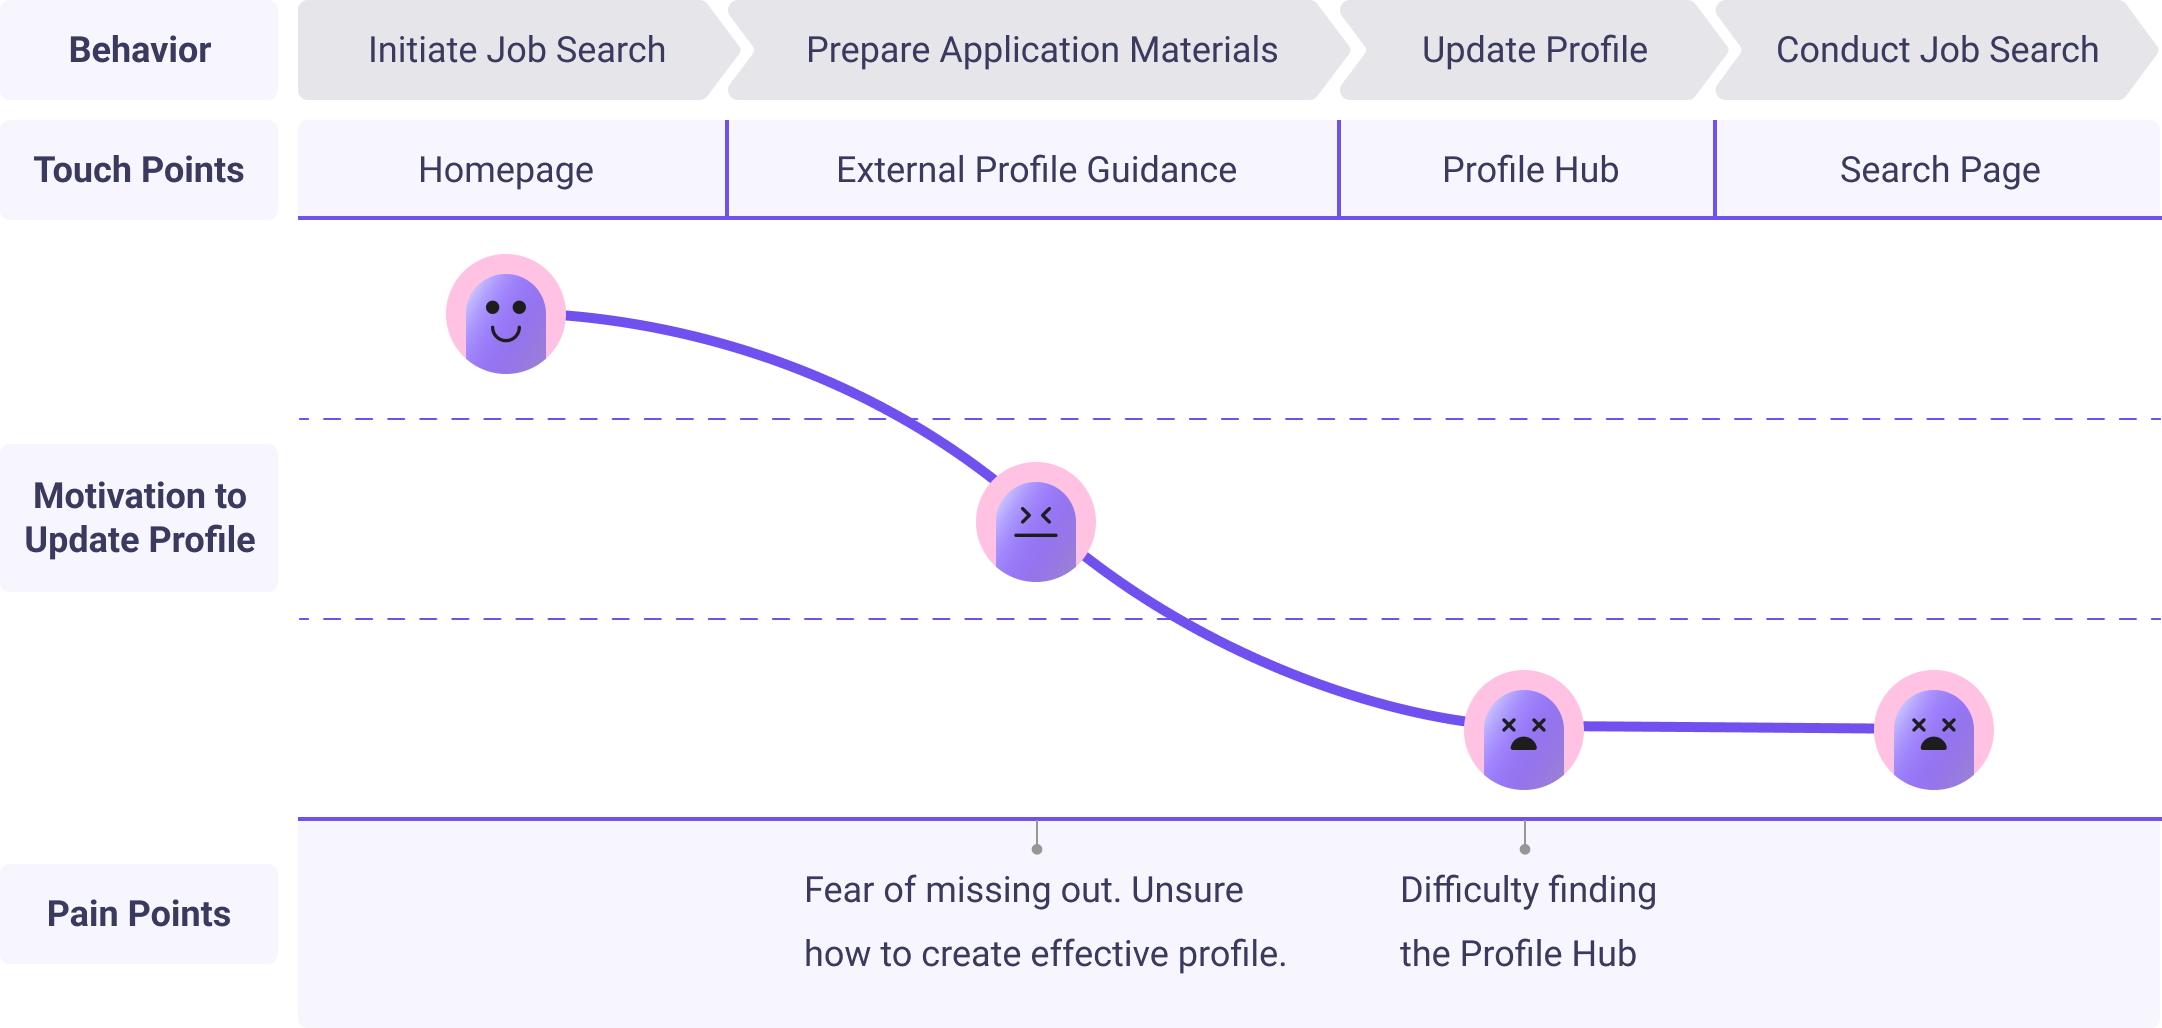 Behavior
Initiate Job Search
Prepare Application Materials
Update Profile
Conduct Job Search
Touch Points
Homepage
External Profile Guidance
Profile Hub
Search Page
Motivation to
Update Profile
Pain Points
Fear of missing out. Unsure
how to create effective profile.
Difficulty finding
the Profile Hub